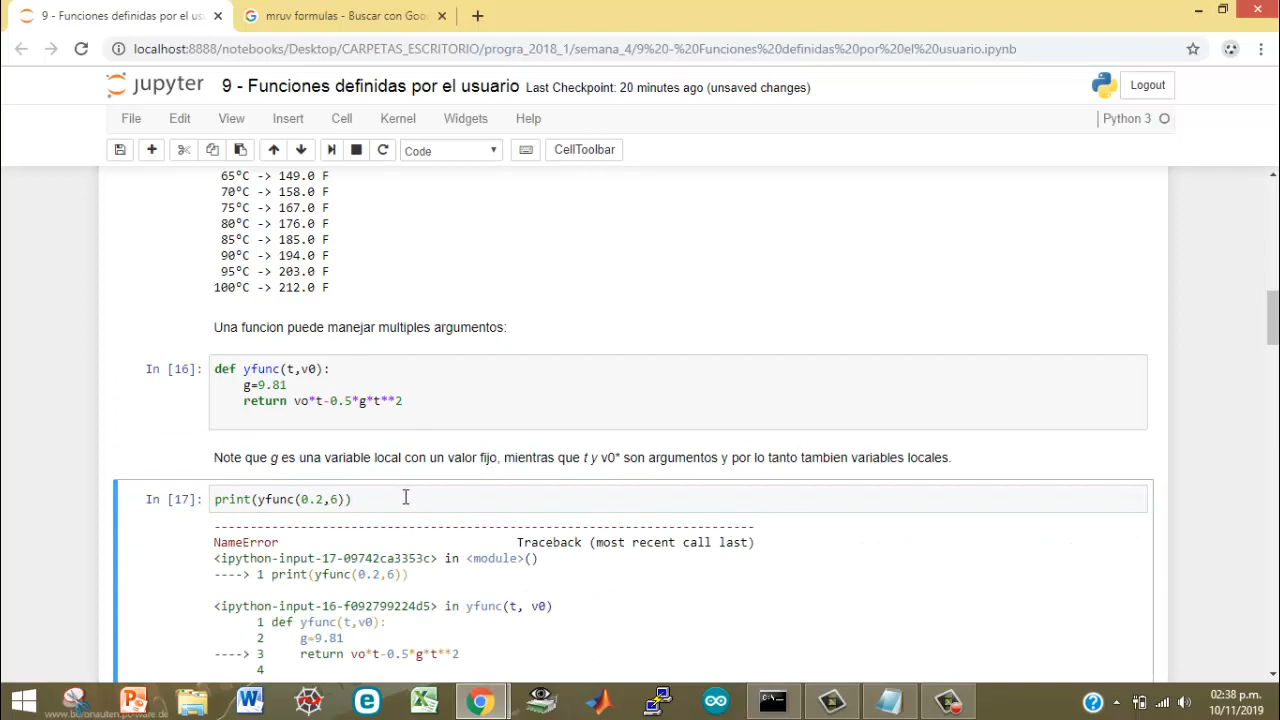 9 - Funciones definidas por el us
mruv formulas - Buscar con Goo
localhost:8888/notebooks/Desktop/CARPETAS_ESCRITORIO/progra_2018_1/semana_4/9%20-%20Funciones%20definidas%20por%20el%20usuario.ipynb
jupyter 9 - Funciones definidas por el usuario Last Checkpoint: 20 minutes ago (unsaved changes)
Logout
File Edit View Insert Cell Kernel Widgets Help
Python 3
Code
CellToolbar
65ºC -> 149.0 F
70ºC -> 158.0 F
75ºC -> 167.0 F
80ºC -> 176.0 F
85ºC -> 185.0 F
90ºC -> 194.0 F
95ºC -> 203.0 F
100ºC -> 212.0 F
Una funcion puede manejar multiples argumentos:
In [16]: def yfunc(t,v0):
g=9.81
return vo*t-0.5*g*t**2
Note que g es una variable local con un valor fijo, mientras que t y v0* son argumentos y por lo tanto tambien variables locales.
In [17]: print(yfunc(0.2,6))
---------------------------------------------------------------------------
NameError Traceback (most recent call last)
<ipython-input-17-09742ca3353c> in <module>()
----> 1 print(yfunc(0.2,6))
<ipython-input-16-f092799224d5> in yfunc(t, v0)
1 def yfunc(t,v0):
2 g=9.81
----> 3 return vo*t-0.5*g*t**2
4
02:38 p.m.
10/11/2019